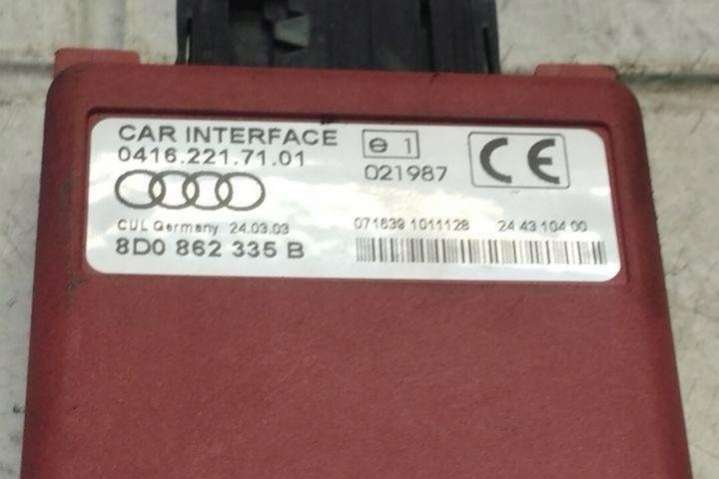 CAR INTERFACE
0416.221.71.01
e 1
021987
CE
CUL Germany 24.03.03
8D0 862 335 B
071639 1011128 24 43 104 00